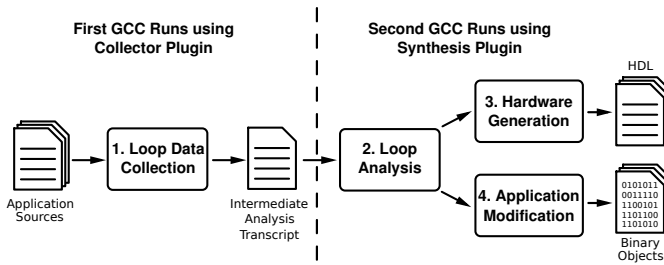 First GCC Runs using
Collector Plugin
Second GCC Runs using
Synthesis Plugin
HDL
3. Hardware
Generation
1. Loop Data
Collection
2. Loop
Analysis
4. Application
Modification
0101011
0011110
1100101
1101100
1101010
Application
Sources
Intermediate
Analysis
Transcript
Binary
Objects